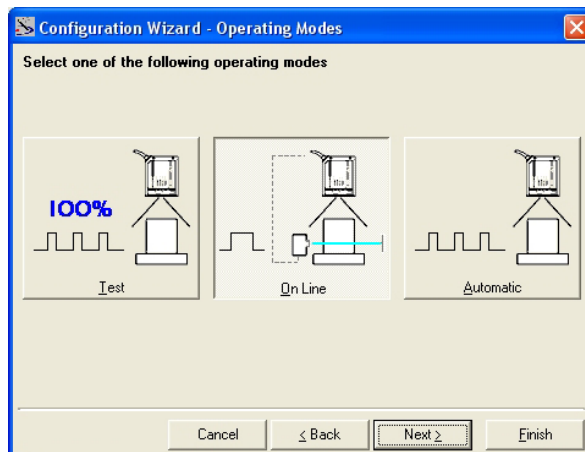 Configuration Wizard - Operating Modes
Select one of the following operating modes
100%
Test
On Line
Automatic
Cancel
< Back
Next >
Finish